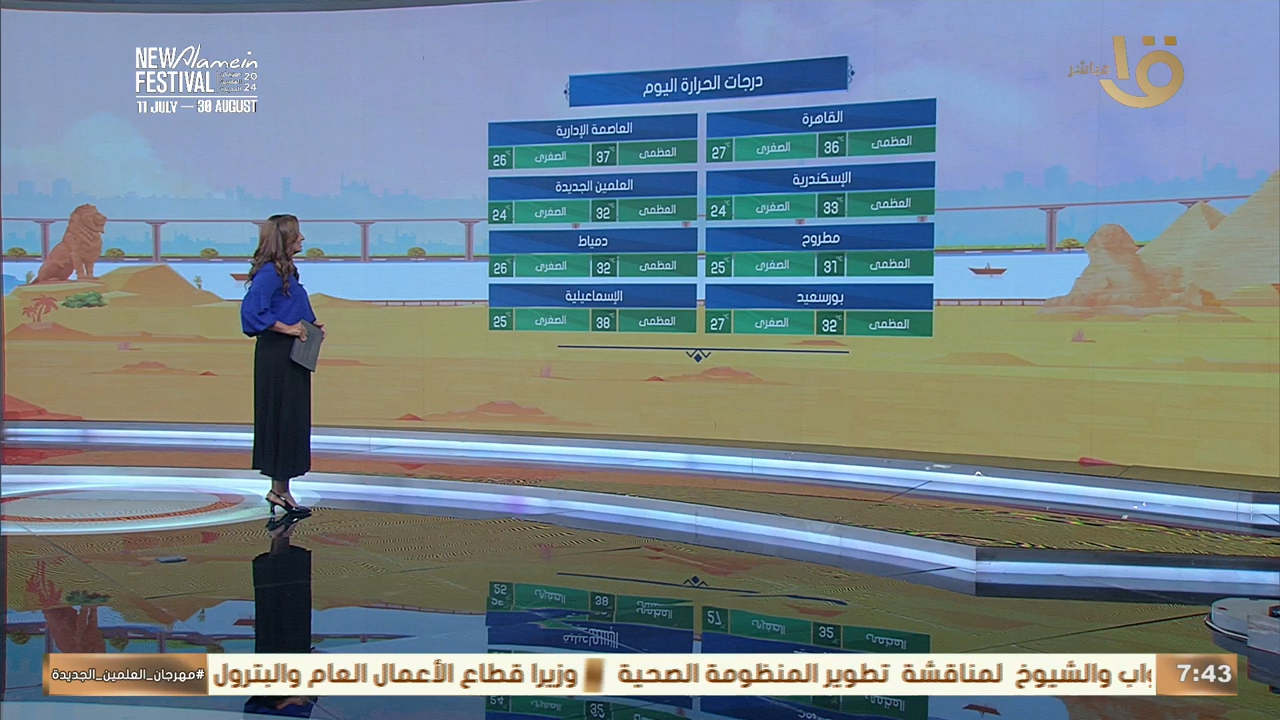 NEW Alamein
FESTIVAL 2024
11 JULY — 30 AUGUST
مباشر
درجات الحرارة اليوم
القاهرة
العظمى 36°C الصغرى 27°C
العاصمة الإدارية
العظمى 37°C الصغرى 26°C
الإسكندرية
العظمى 33°C الصغرى 24°C
العلمين الجديدة
العظمى 32°C الصغرى 24°C
مطروح
العظمى 31°C الصغرى 25°C
دمياط
العظمى 32°C الصغرى 26°C
بورسعيد
العظمى 32°C الصغرى 27°C
الإسماعيلية
العظمى 38°C الصغرى 25°C
7:43
واب والشيوخ لمناقشة تطوير المنظومة الصحية
وزيرا قطاع الأعمال العام والبترول
#مهرجان_العلمين_الجديدة